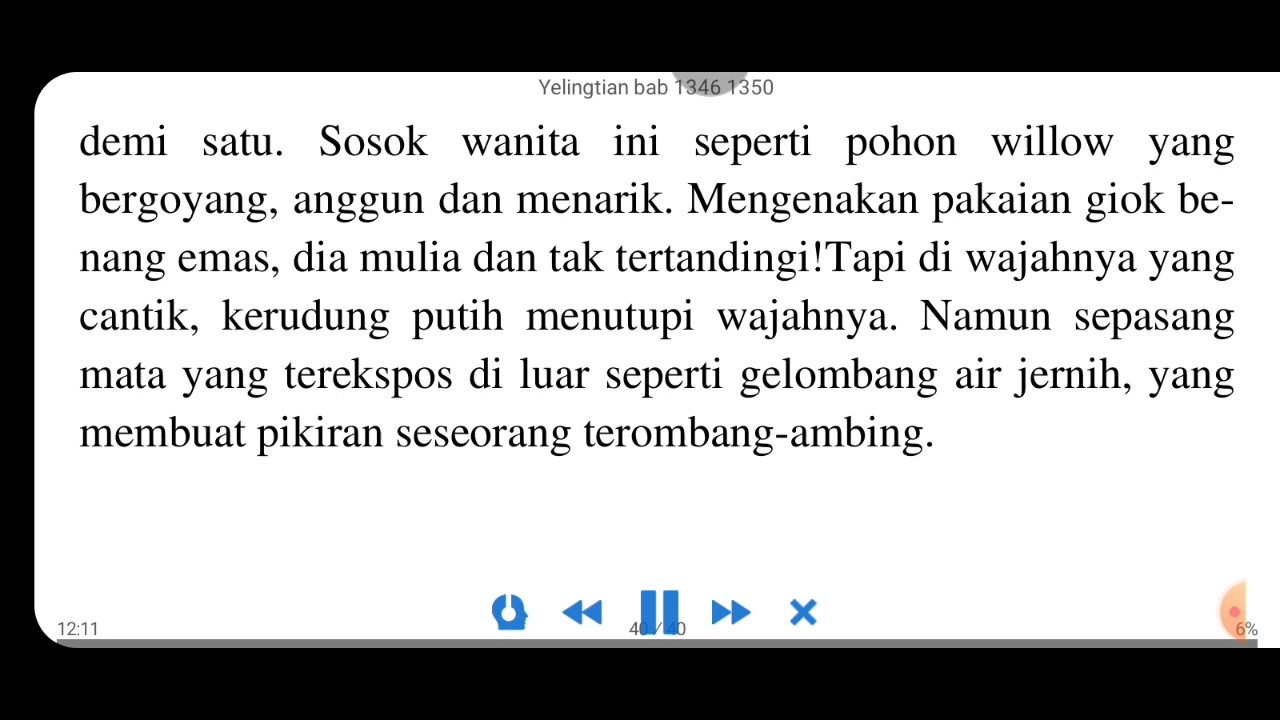 Yelingtian bab 1346 1350
demi satu. Sosok wanita ini seperti pohon willow yang
bergoyang, anggun dan menarik. Mengenakan pakaian giok be-
nang emas, dia mulia dan tak tertandingi!Tapi di wajahnya yang
cantik, kerudung putih menutupi wajahnya. Namun sepasang
mata yang terekspos di luar seperti gelombang air jernih, yang
membuat pikiran seseorang terombang-ambing.
12:11
40 / 40
6%